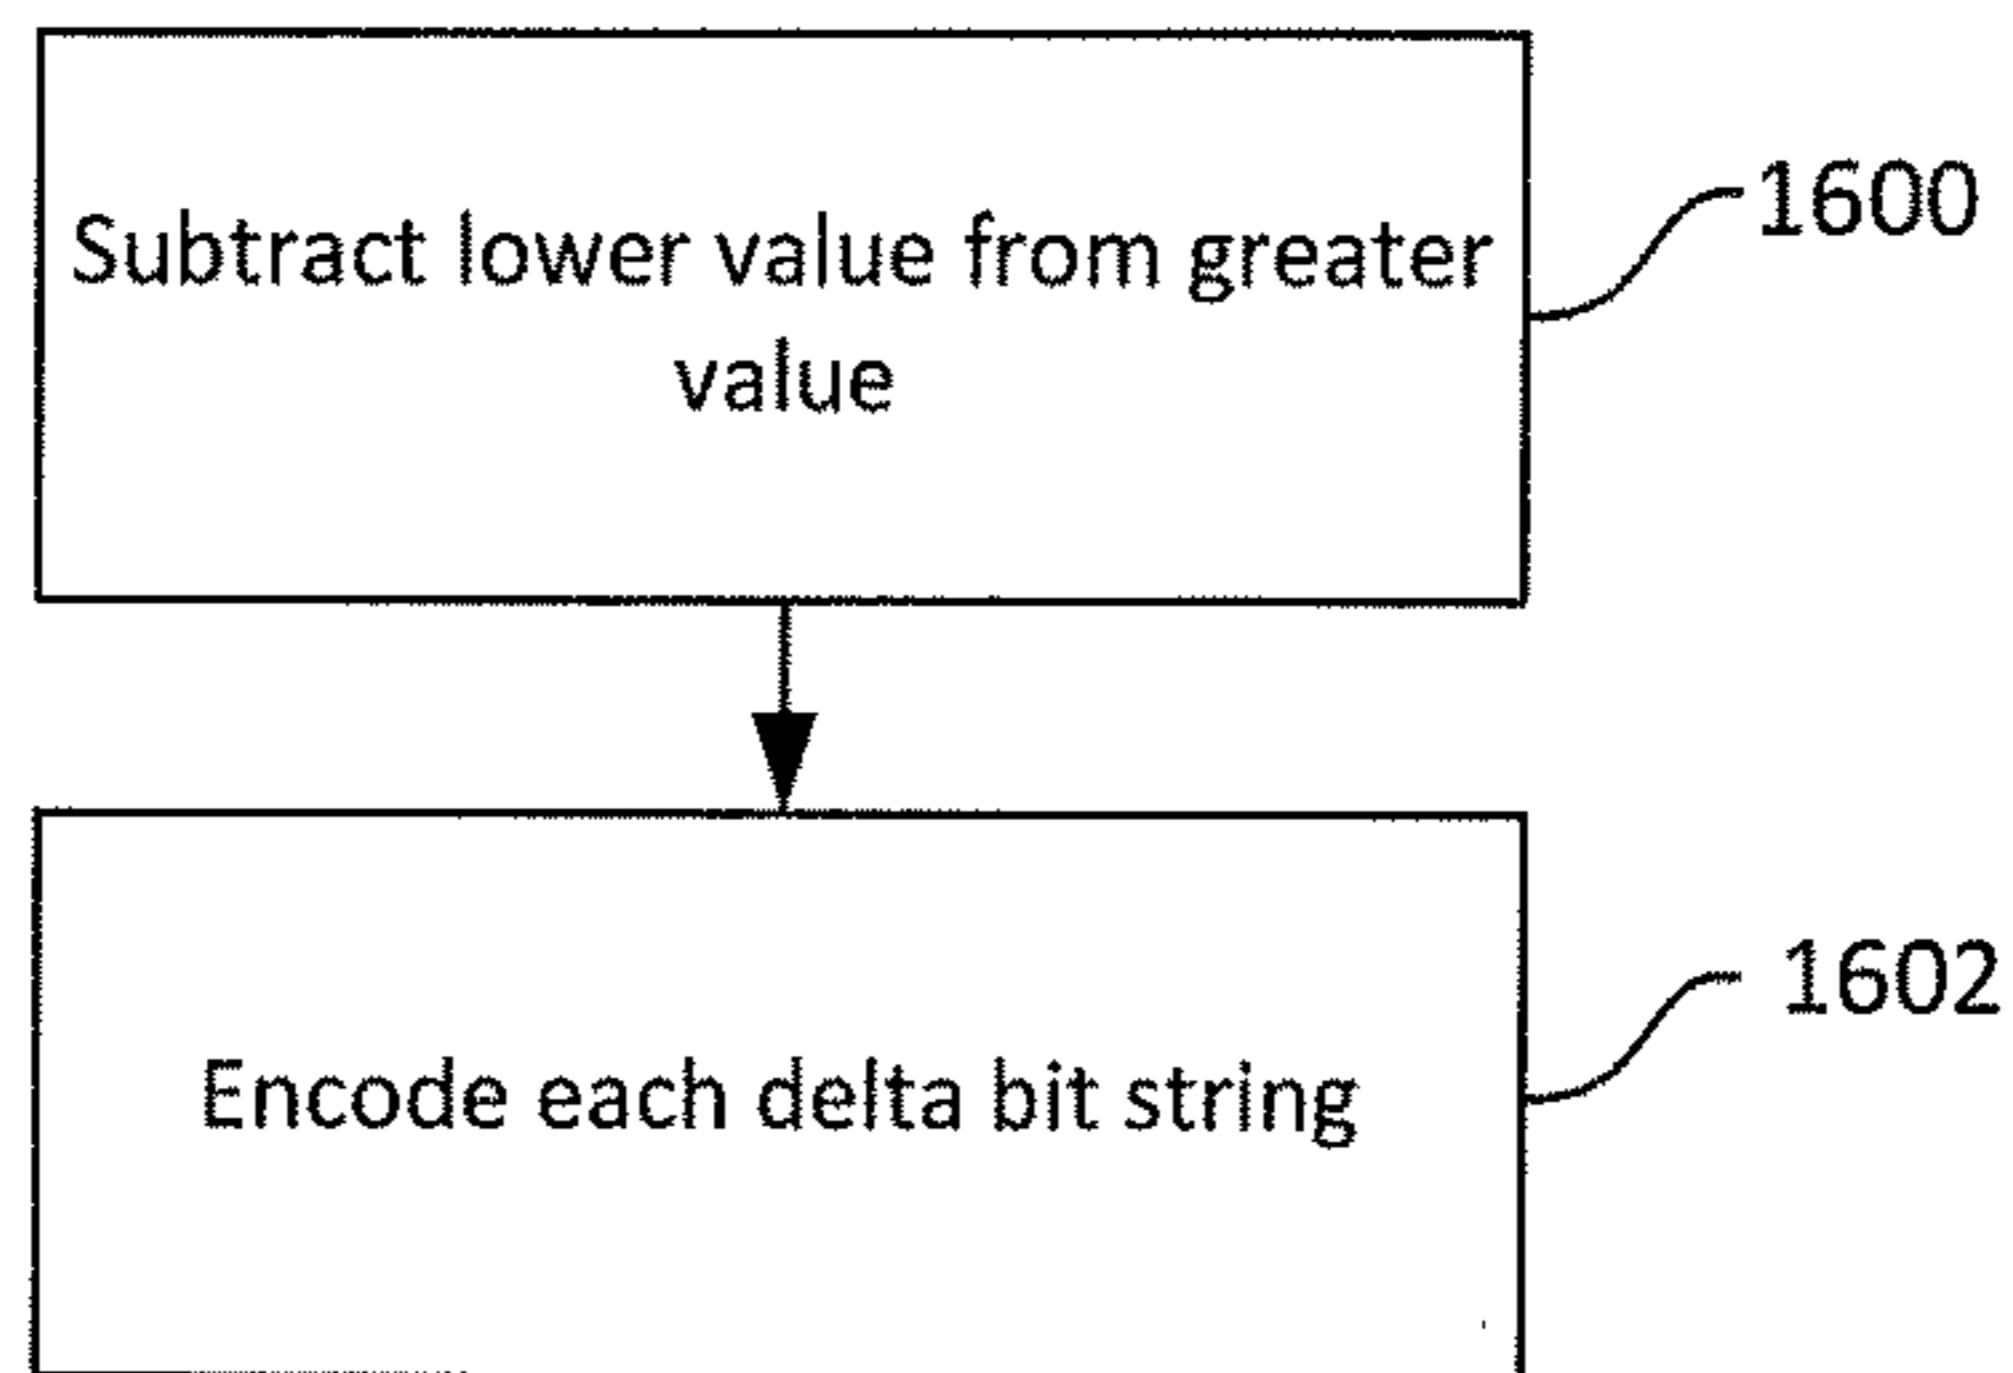 Subtract lower value from greater
value
1600
Encode each delta bit string
1602